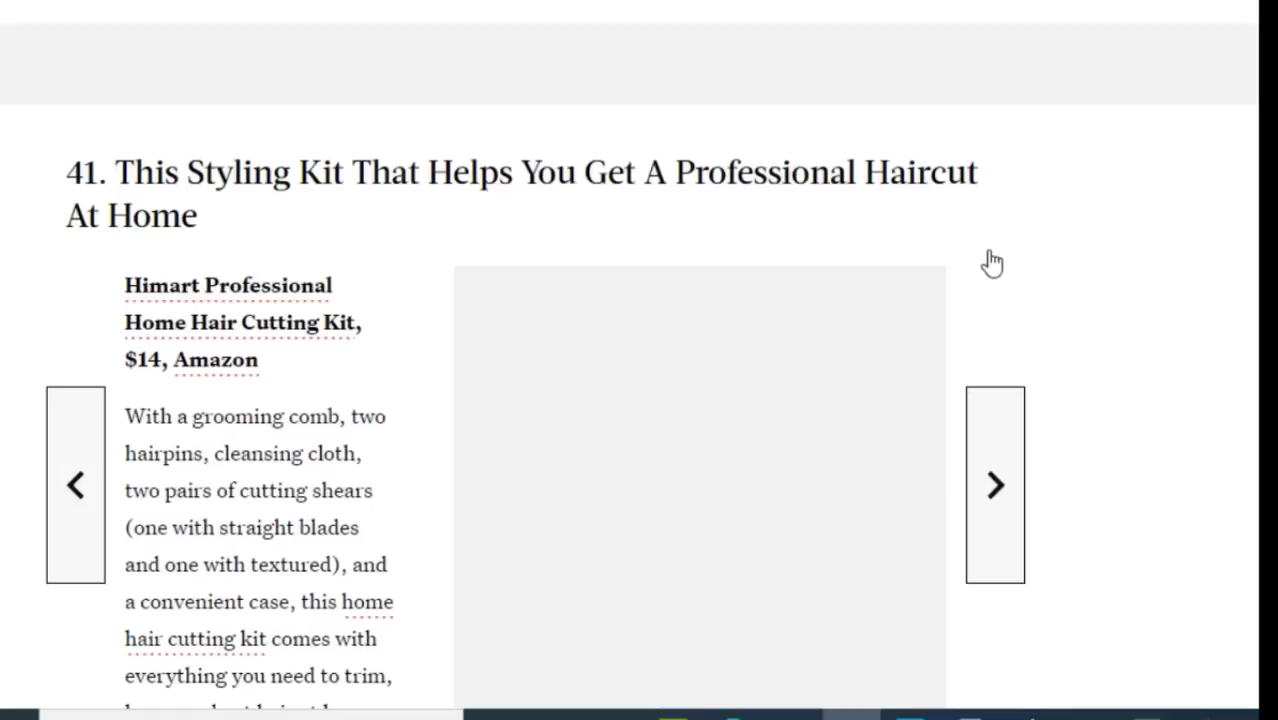 41. This Styling Kit That Helps You Get A Professional Haircut
At Home
Himart Professional
Home Hair Cutting Kit,
$14, Amazon
With a grooming comb, two
hairpins, cleansing cloth,
two pairs of cutting shears
(one with straight blades
and one with textured), and
a convenient case, this home
hair cutting kit comes with
everything you need to trim,